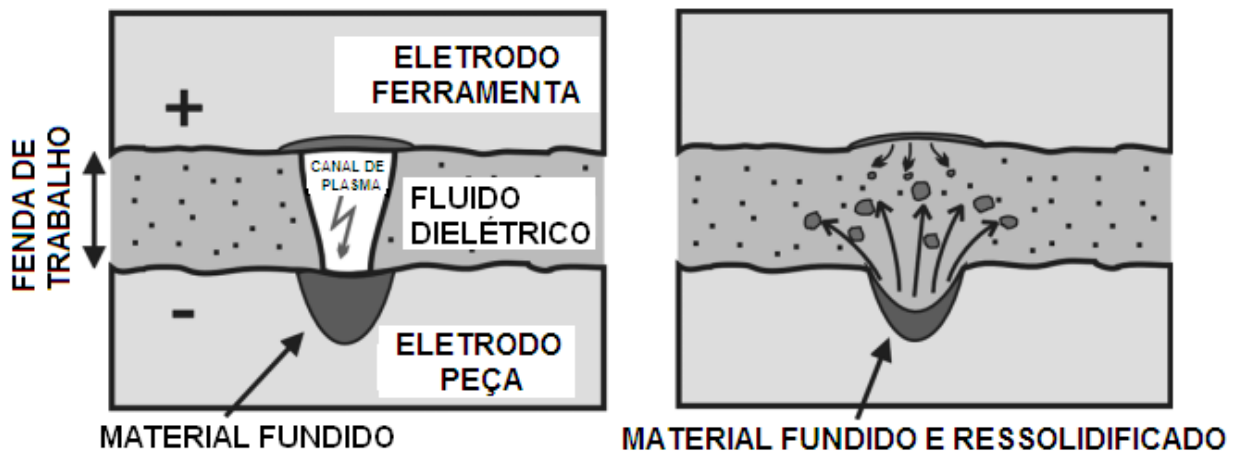 ELETRODO
FERRAMENTA
+
FENDA DE
TRABALHO
CANAL DE
PLASMA
FLUIDO
DIELÉTRICO
-
ELETRODO
PEÇA
MATERIAL FUNDIDO
MATERIAL FUNDIDO E RESSOLIDIFICADO